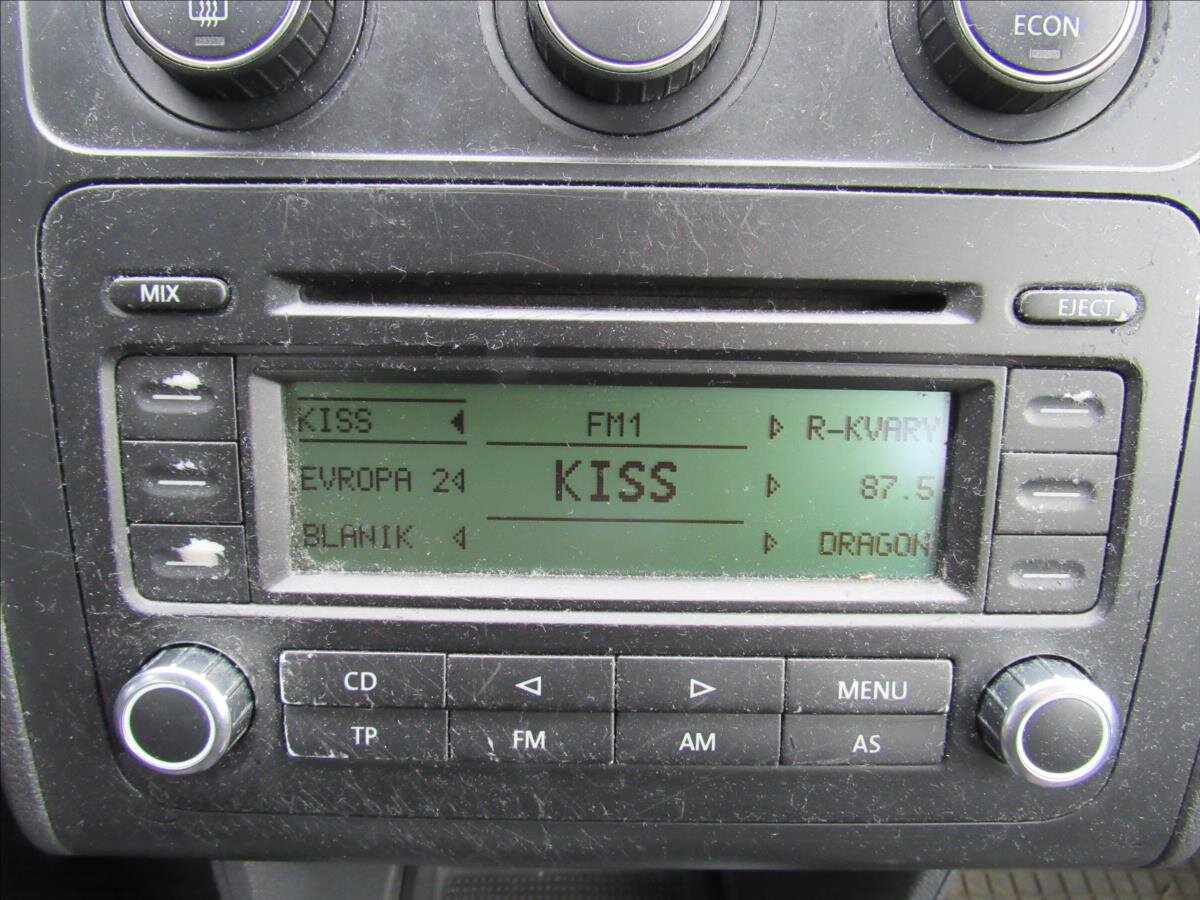 ECON
MIX
EJECT
KISS FM1 R-KVARY
EVROPA 2 KISS 87.5
BLANIK DRAGON
CD MENU
TP FM AM AS